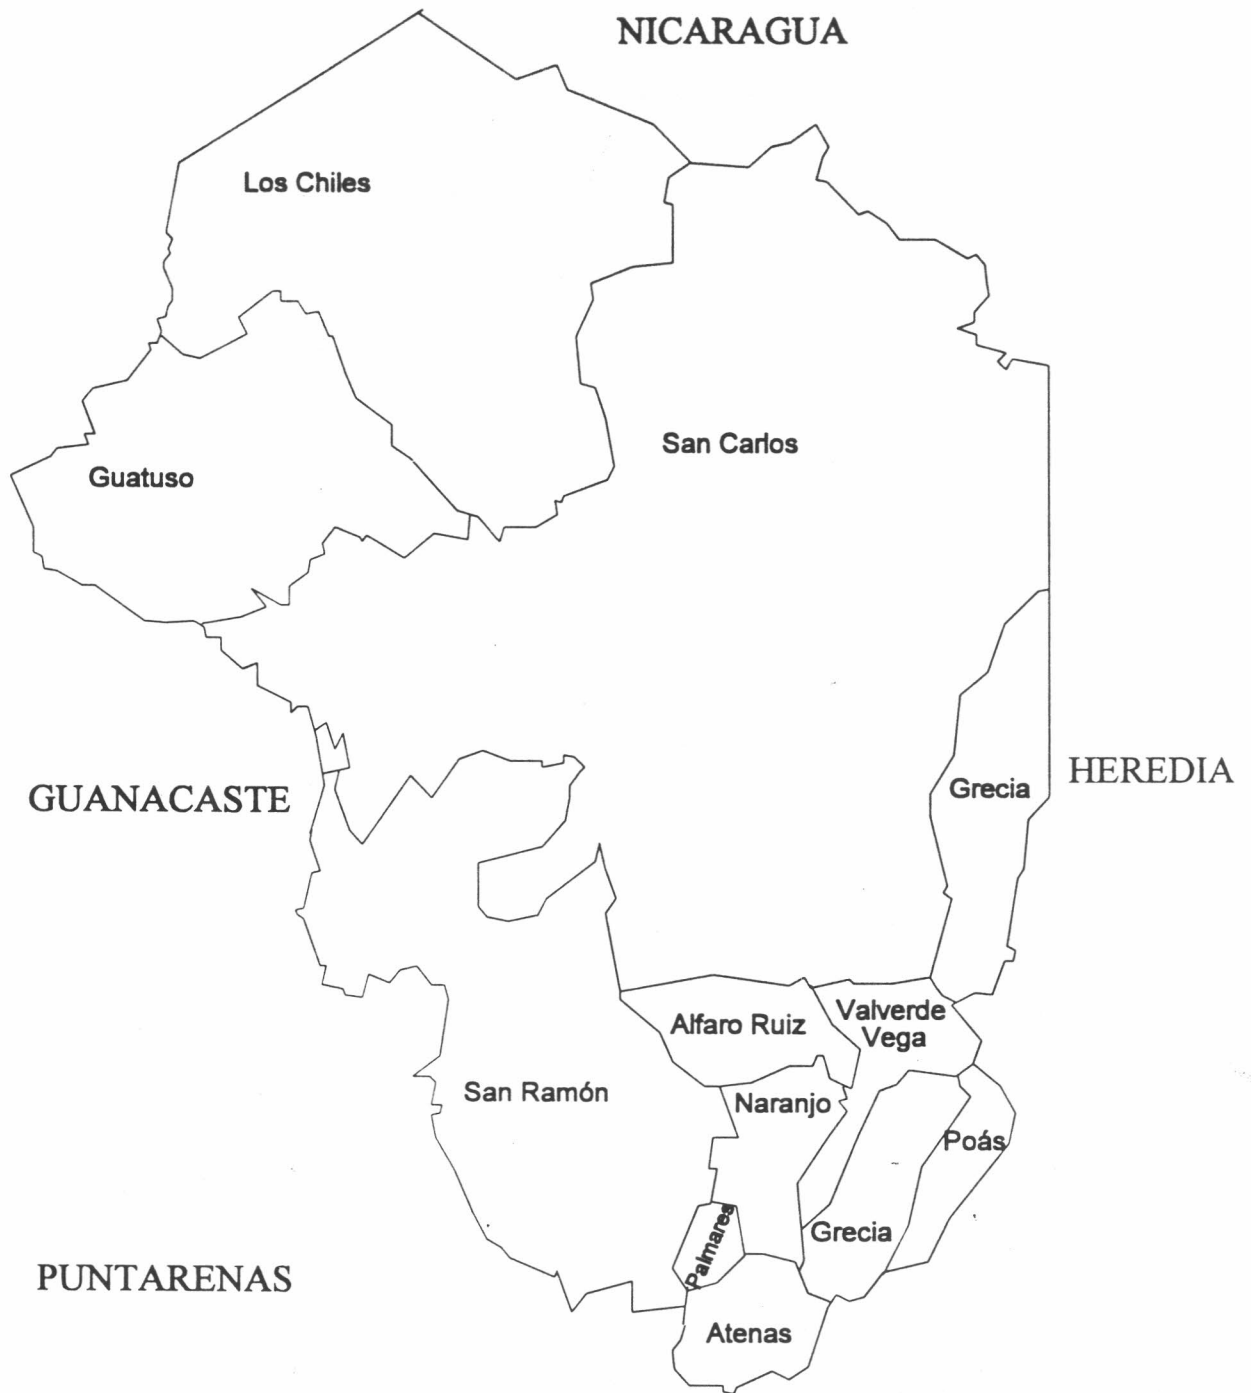 NICARAGUA
Los Chiles
San Carlos
Guatuso
GUANACASTE
HEREDIA
Grecia
Alfaro Ruiz
Valverde
Vega
San Ramón
Naranjo
Poás
Palmares
Grecia
PUNTARENAS
Atenas